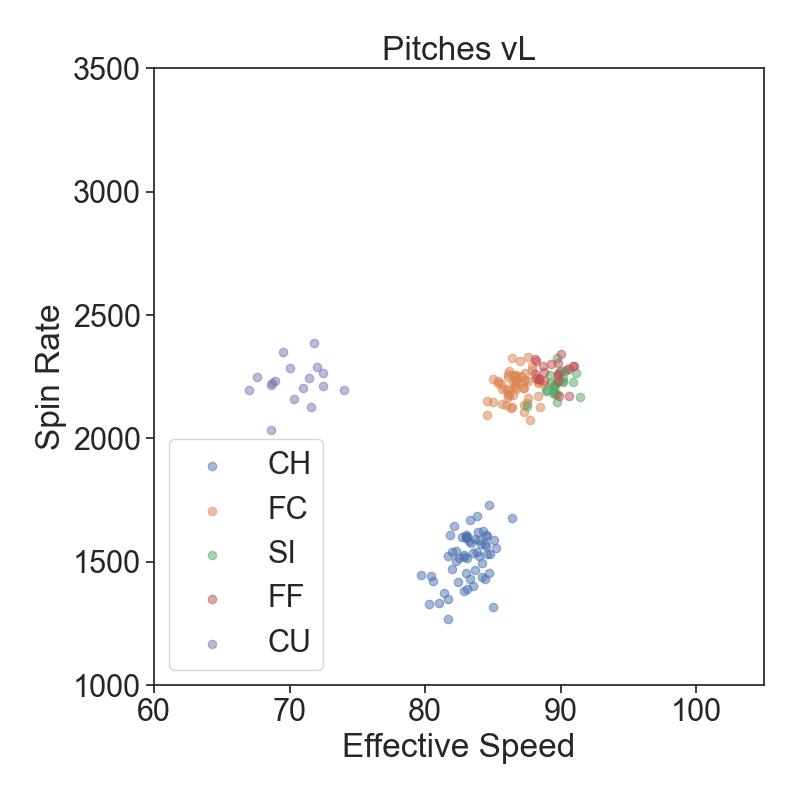 Pitches vL
3500
3000
2500
2000
1500
1000
Spin Rate
CH
FC
SI
FF
CU
60 70 80 90 100
Effective Speed